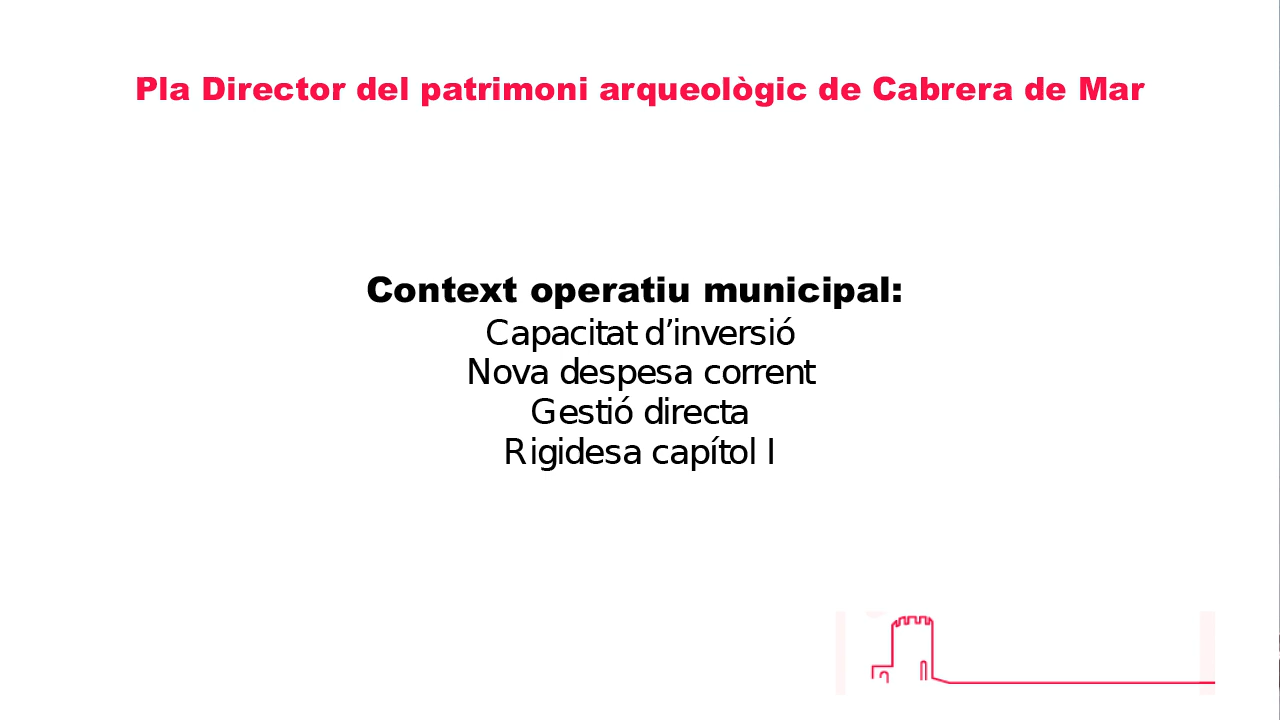 Pla Director del patrimoni arqueològic de Cabrera de Mar
Context operatiu municipal:
Capacitat d’inversió
Nova despesa corrent
Gestió directa
Rigidesa capítol I